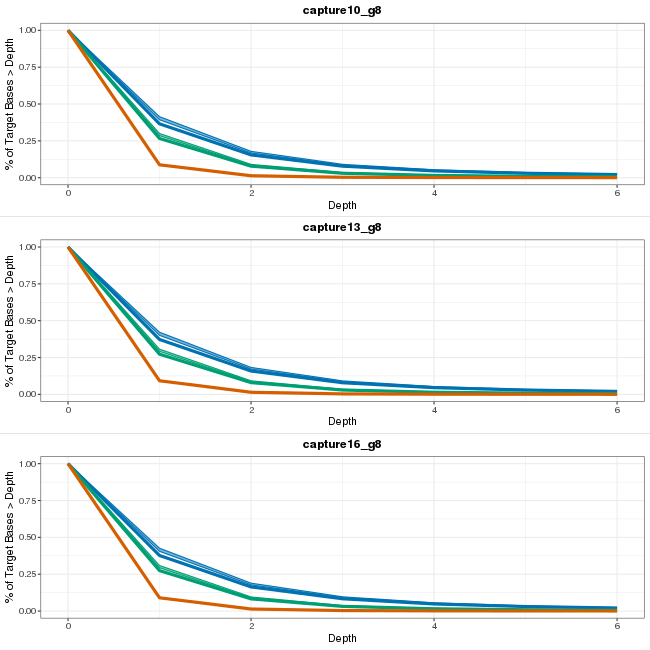 capture10_g8
% of Target Bases > Depth
1.00
0.75
0.50
0.25
0.00
0 2 4 6
Depth
capture13_g8
% of Target Bases > Depth
1.00
0.75
0.50
0.25
0.00
0 2 4 6
Depth
capture16_g8
% of Target Bases > Depth
1.00
0.75
0.50
0.25
0.00
0 2 4 6
Depth